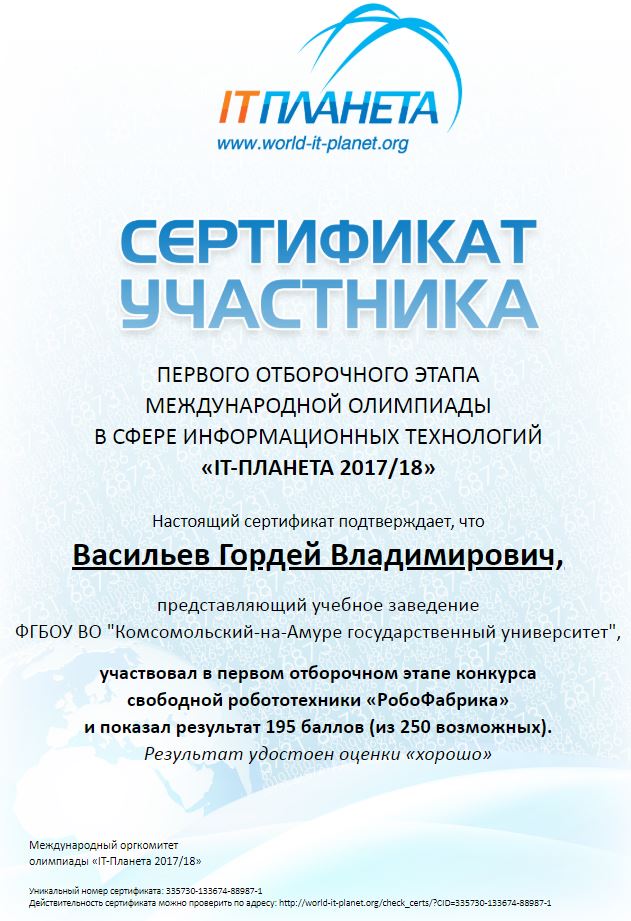 ITПЛАНЕТА
www.world-it-planet.org
СЕРТИФИКАТ
УЧАСТНИКА
ПЕРВОГО ОТБОРОЧНОГО ЭТАПА
МЕЖДУНАРОДНОЙ ОЛИМПИАДЫ
В СФЕРЕ ИНФОРМАЦИОННЫХ ТЕХНОЛОГИЙ
«IT-ПЛАНЕТА 2017/18»
Настоящий сертификат подтверждает, что
Васильев Гордей Владимирович,
представляющий учебное заведение
ФГБОУ ВО "Комсомольский-на-Амуре государственный университет",
участвовал в первом отборочном этапе конкурса
свободной робототехники «РобоФабрика»
и показал результат 195 баллов (из 250 возможных).
Результат удостоен оценки «хорошо»
Международный оргкомитет
олимпиады «IT-Планета 2017/18»
Уникальный номер сертификата: 335730-133674-88987-1
Действительность сертификата можно проверить по адресу: http://world-it-planet.org/check_certs/?CID=335730-133674-88987-1